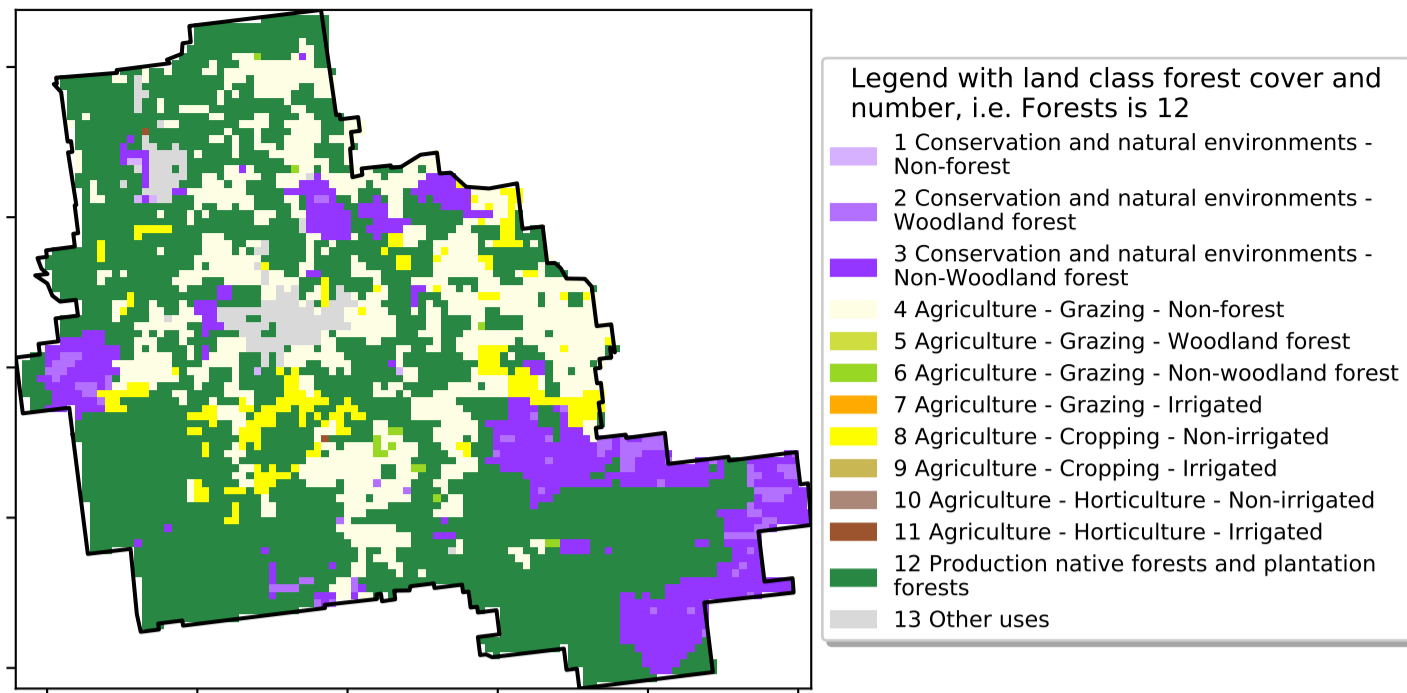 Legend with land class forest cover and
number, i.e. Forests is 12
1 Conservation and natural environments -
Non-forest
2 Conservation and natural environments -
Woodland forest
3 Conservation and natural environments -
Non-Woodland forest
4 Agriculture - Grazing - Non-forest
5 Agriculture - Grazing - Woodland forest
6 Agriculture - Grazing - Non-woodland forest
7 Agriculture - Grazing - Irrigated
8 Agriculture - Cropping - Non-irrigated
9 Agriculture - Cropping - Irrigated
10 Agriculture - Horticulture - Non-irrigated
11 Agriculture - Horticulture - Irrigated
12 Production native forests and plantation
forests
13 Other uses